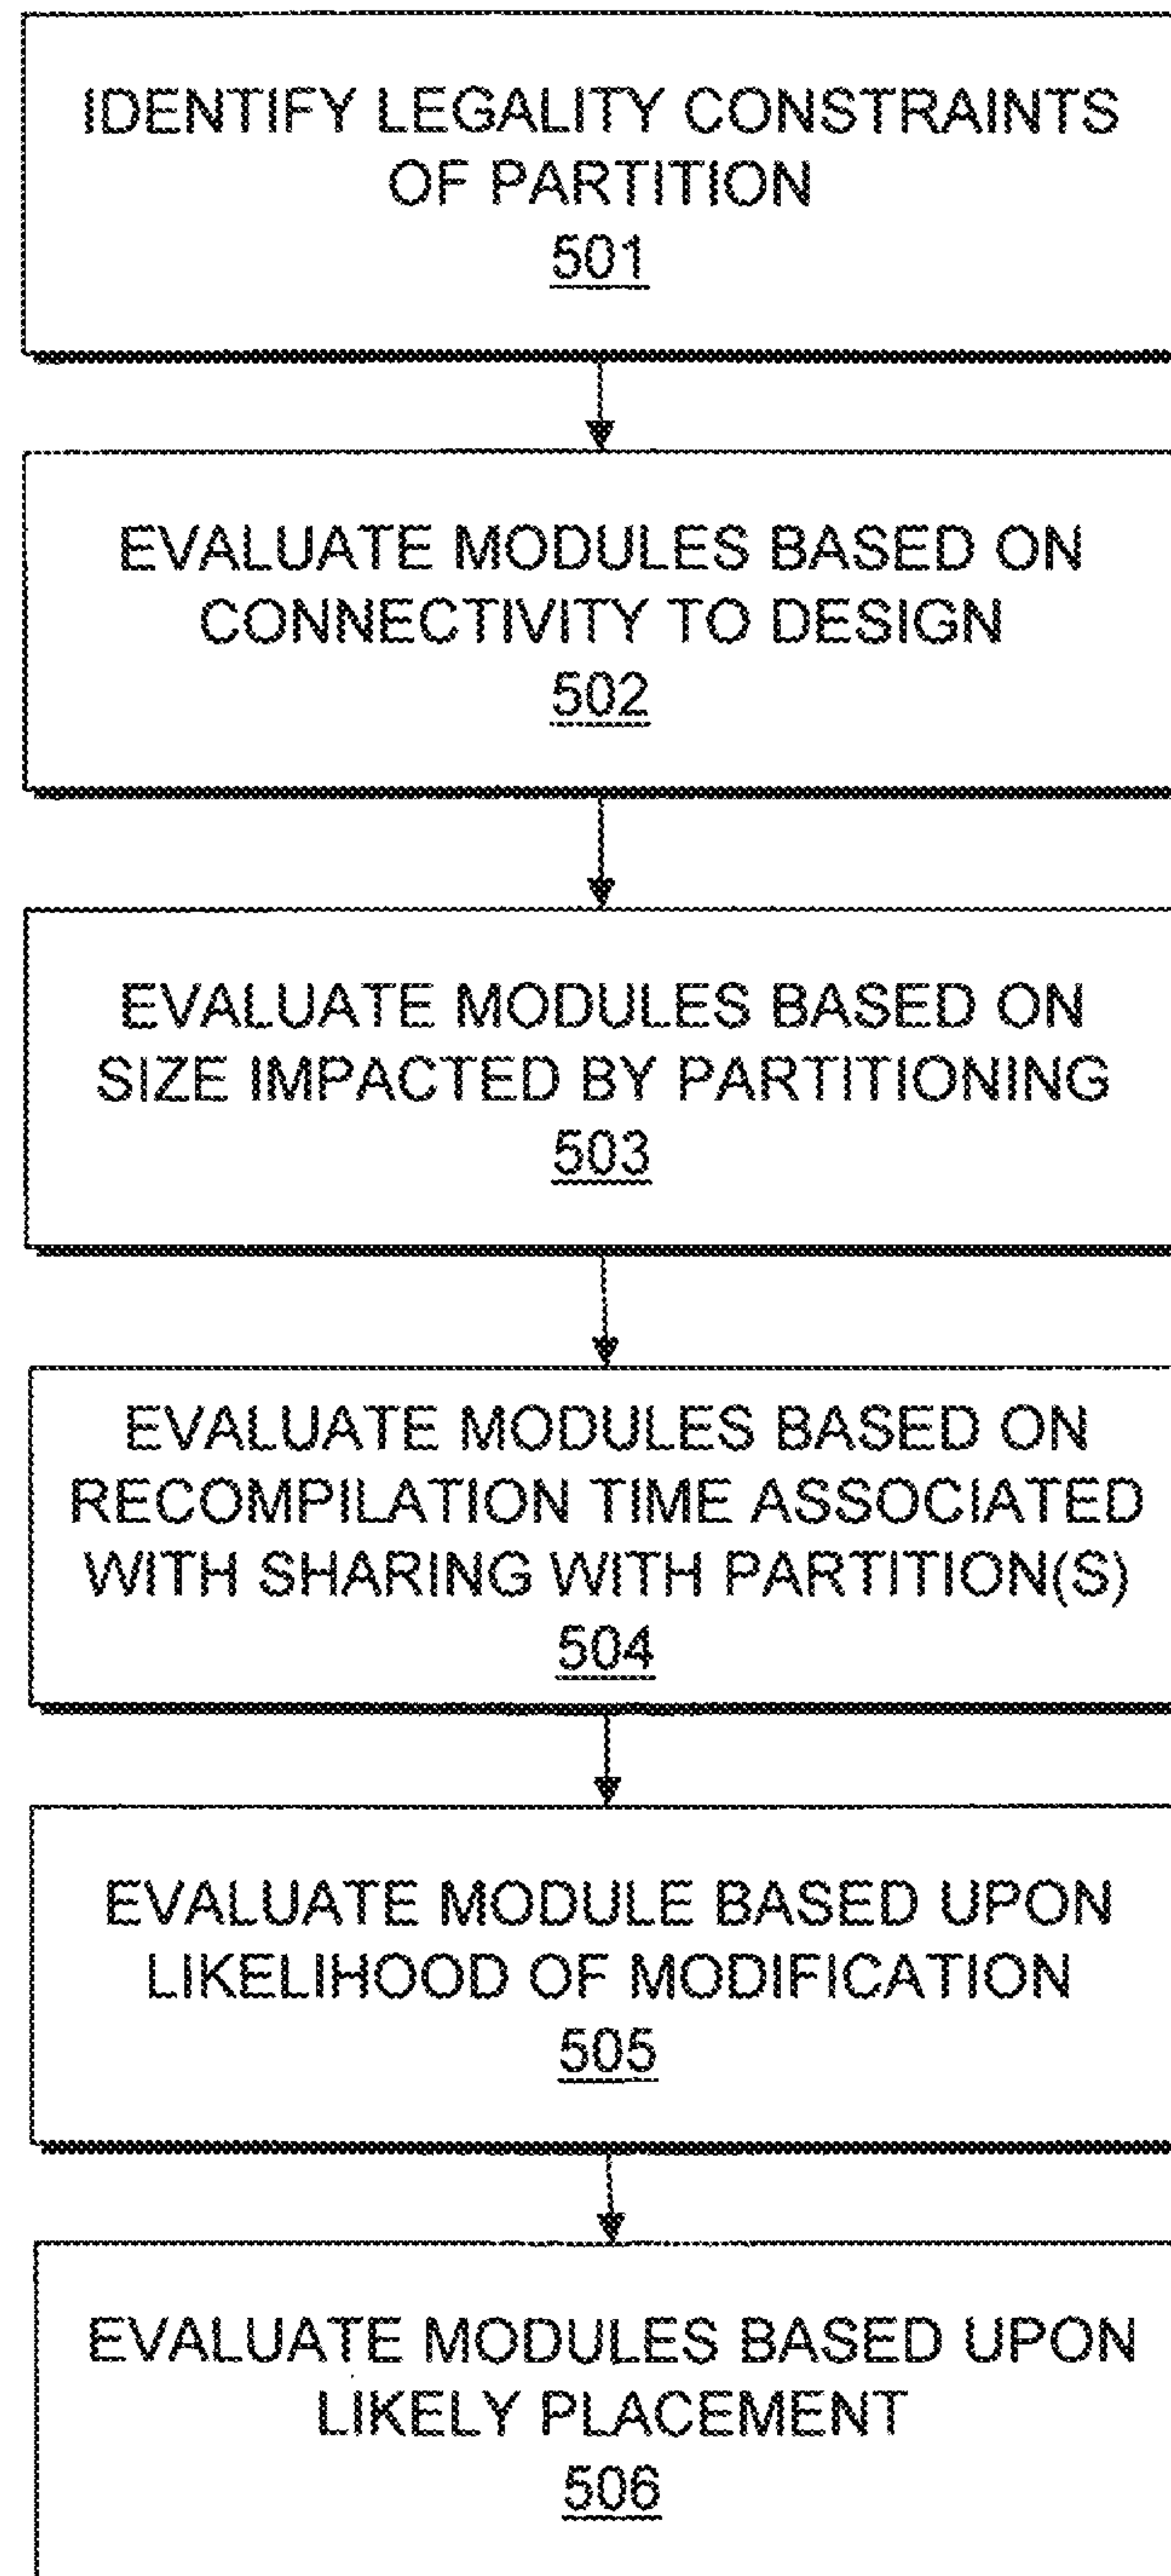 IDENTIFY LEGALITY CONSTRAINTS
OF PARTITION
501
EVALUATE MODULES BASED ON
CONNECTIVITY TO DESIGN
502
EVALUATE MODULES BASED ON
SIZE IMPACTED BY PARTITIONING
503
EVALUATE MODULES BASED ON
RECOMPILATION TIME ASSOCIATED
WITH SHARING WITH PARTITION(S)
504
EVALUATE MODULE BASED UPON
LIKELIHOOD OF MODIFICATION
505
EVALUATE MODULES BASED UPON
LIKELY PLACEMENT
506